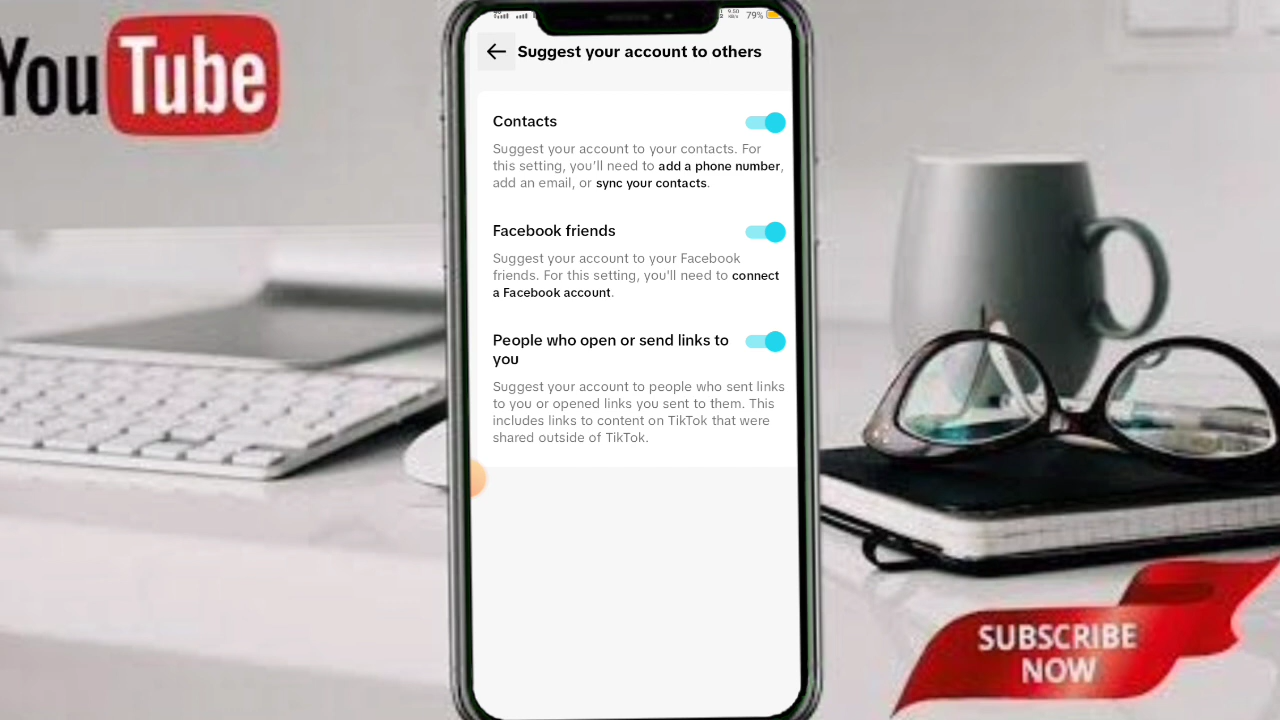 YouTube
79%
Suggest your account to others
Contacts
Suggest your account to your contacts. For
this setting, you’ll need to add a phone number,
add an email, or sync your contacts.
Facebook friends
Suggest your account to your Facebook
friends. For this setting, you'll need to connect
a Facebook account.
People who open or send links to
you
Suggest your account to people who sent links
to you or opened links you sent to them. This
includes links to content on TikTok that were
shared outside of TikTok.
SUBSCRIBE
NOW